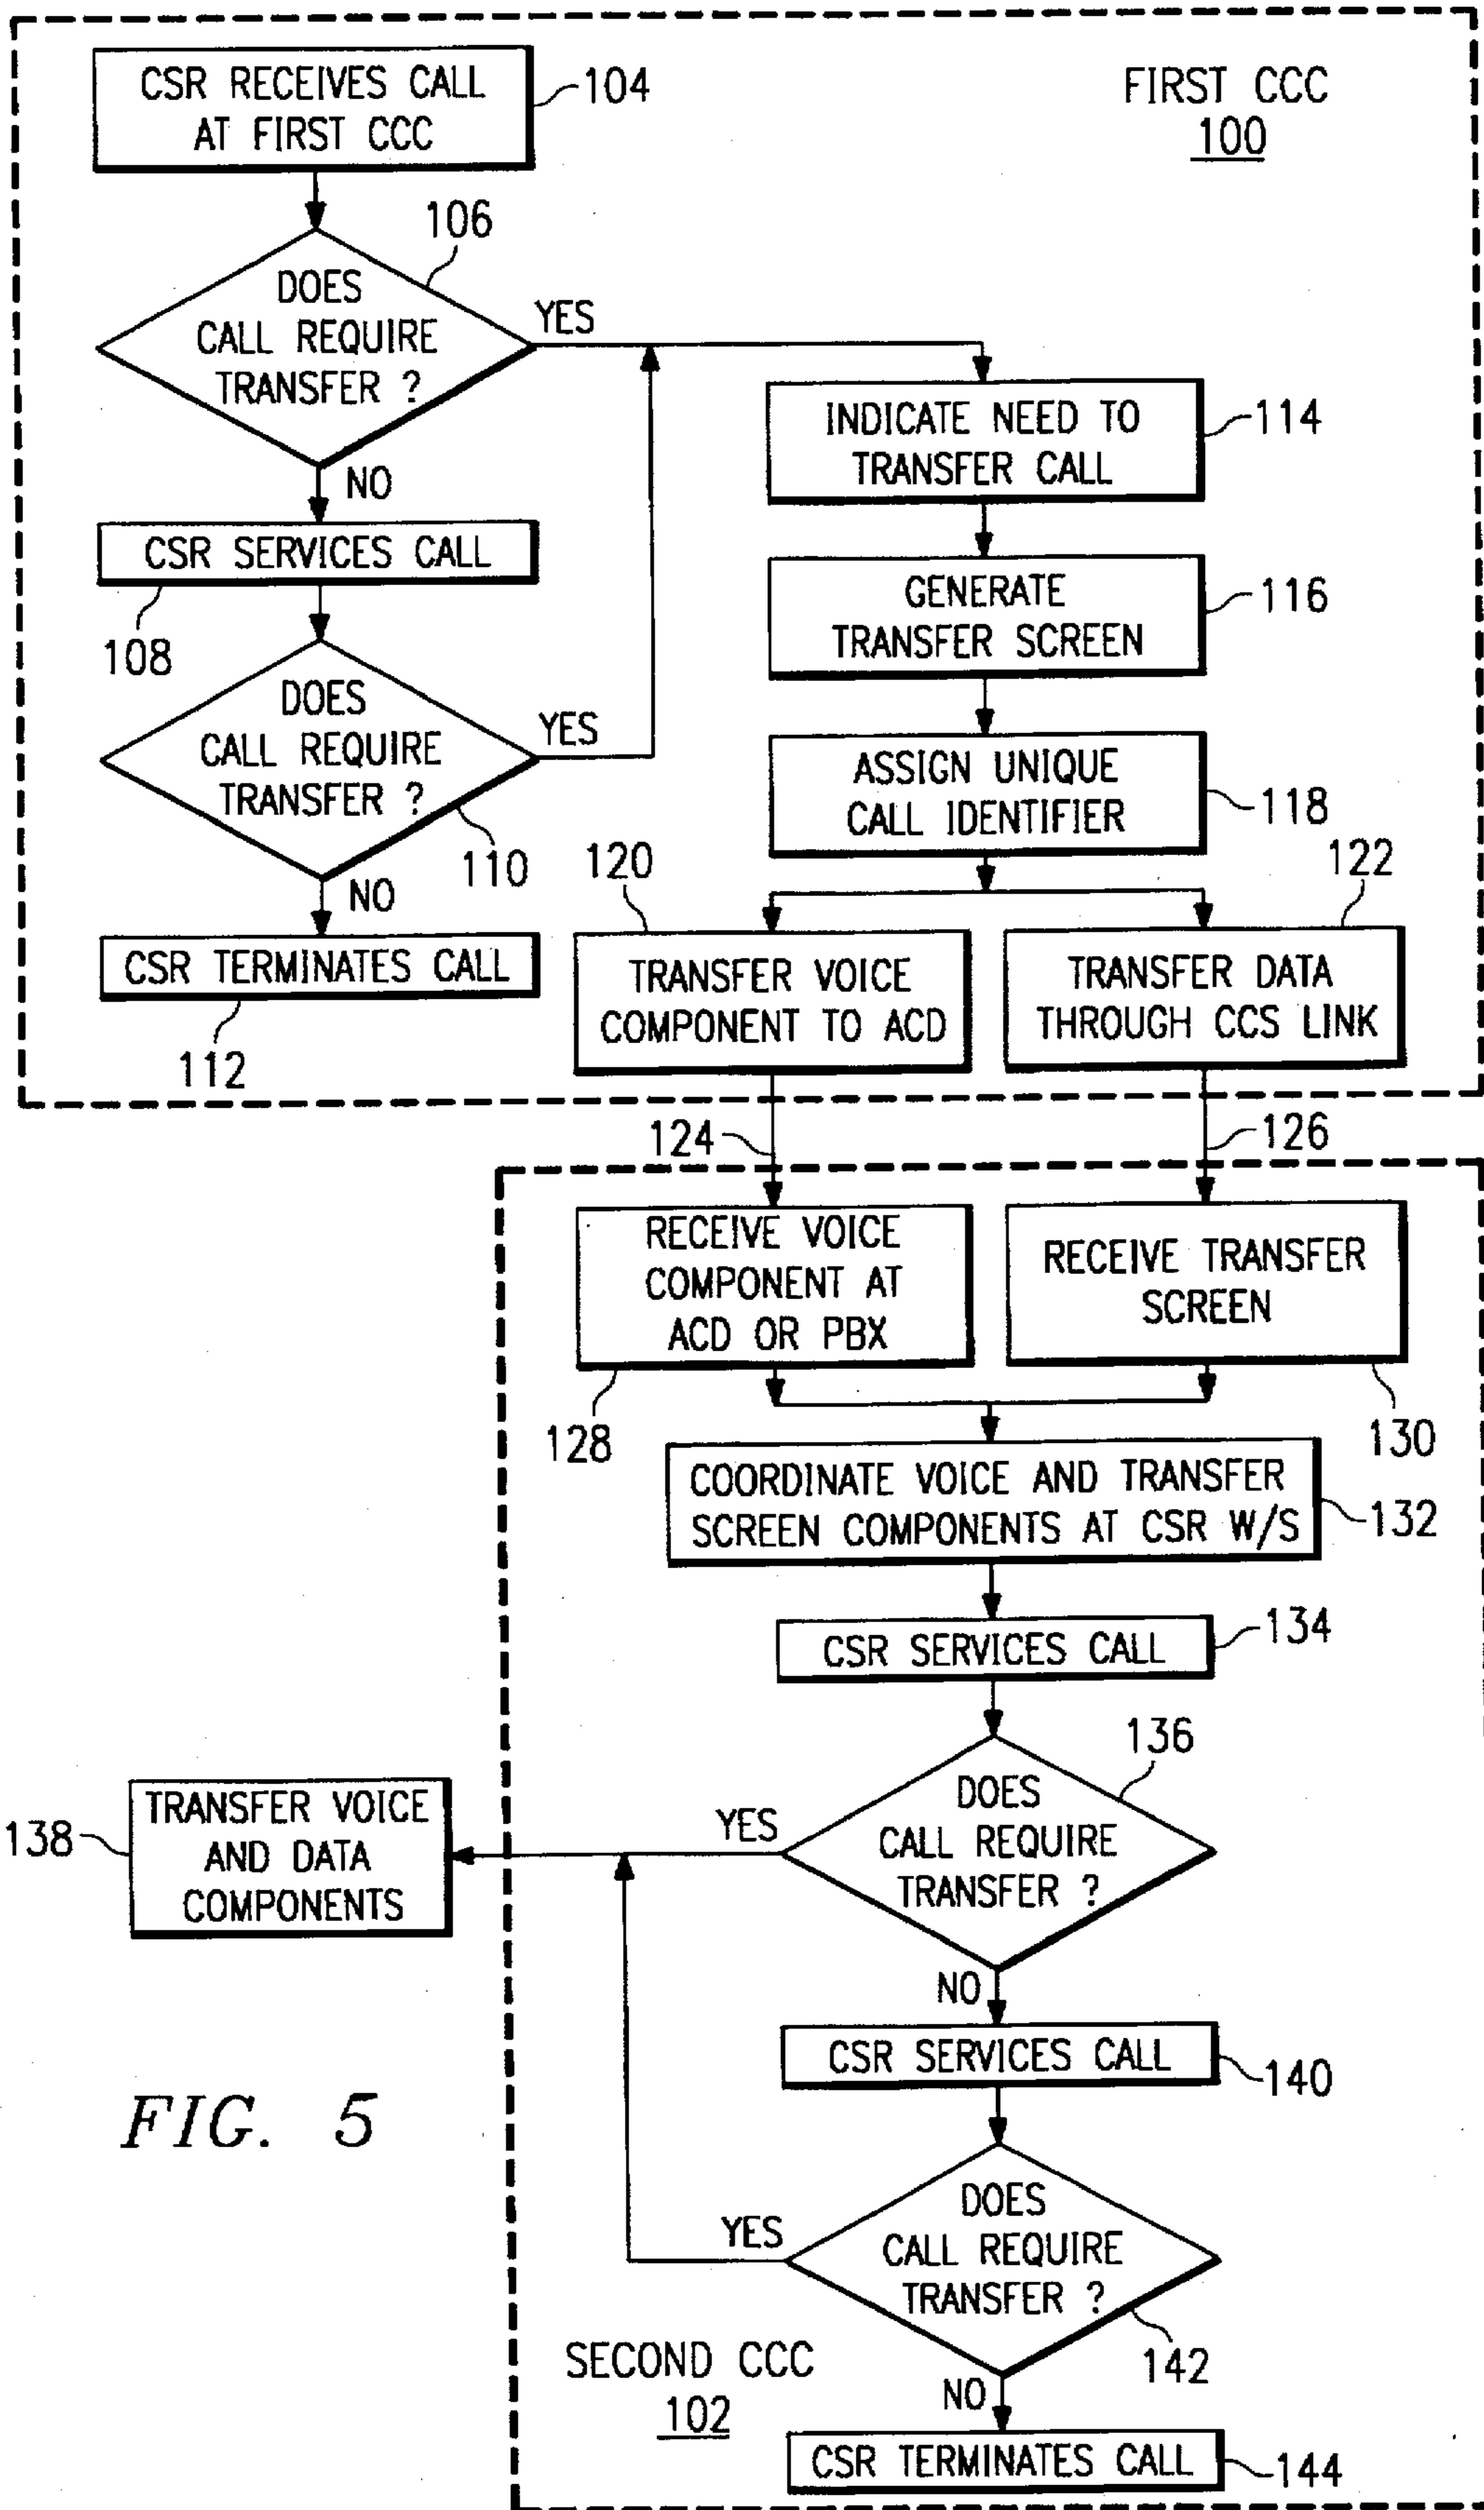 CSR RECEIVES CALL
AT FIRST CCC
104
FIRST CCC
100
106
DOES
CALL REQUIRE
TRANSFER ?
YES
NO
INDICATE NEED TO
TRANSFER CALL
114
CSR SERVICES CALL
108
GENERATE
TRANSFER SCREEN
116
DOES
CALL REQUIRE
TRANSFER ?
YES
110
NO
ASSIGN UNIQUE
CALL IDENTIFIER
118
CSR TERMINATES CALL
112
120
TRANSFER VOICE
COMPONENT TO ACD
122
TRANSFER DATA
THROUGH CCS LINK
124
126
RECEIVE VOICE
COMPONENT AT
ACD OR PBX
128
RECEIVE TRANSFER
SCREEN
130
COORDINATE VOICE AND TRANSFER
SCREEN COMPONENTS AT CSR W/S
132
CSR SERVICES CALL
134
136
DOES
CALL REQUIRE
TRANSFER ?
YES
138
TRANSFER VOICE
AND DATA
COMPONENTS
NO
CSR SERVICES CALL
140
FIG. 5
DOES
CALL REQUIRE
TRANSFER ?
YES
142
SECOND CCC
102
NO
CSR TERMINATES CALL
144